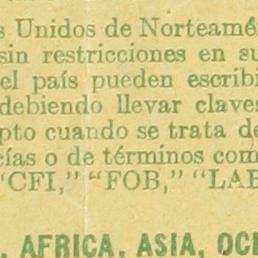 s Unidos de Norteamé
sin restricciones en su
el país pueden escribi
debiendo llevar claves
pto cuando se trata de
cías o de términos com
"CFI," "FOB," "LAB
, AFRICA, ASIA, OC